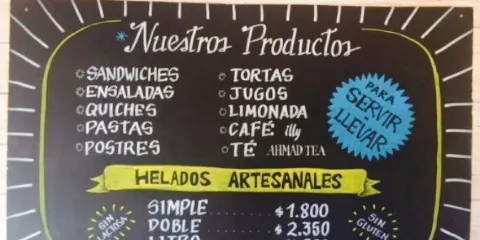 *Nuestros Productos
SANDWICHES
ENSALADAS
QUICHES
PASTAS
POSTRES
TORTAS
JUGOS
LIMONADA
CAFÉ illy
TÉ AHMAD TEA
PARA
SERVIR
LLEVAR
HELADOS ARTESANALES
SIN
LACTOSA
SIMPLE... $1.800
DOBLE ... $2.350
LITRO
SIN
GLUTEN